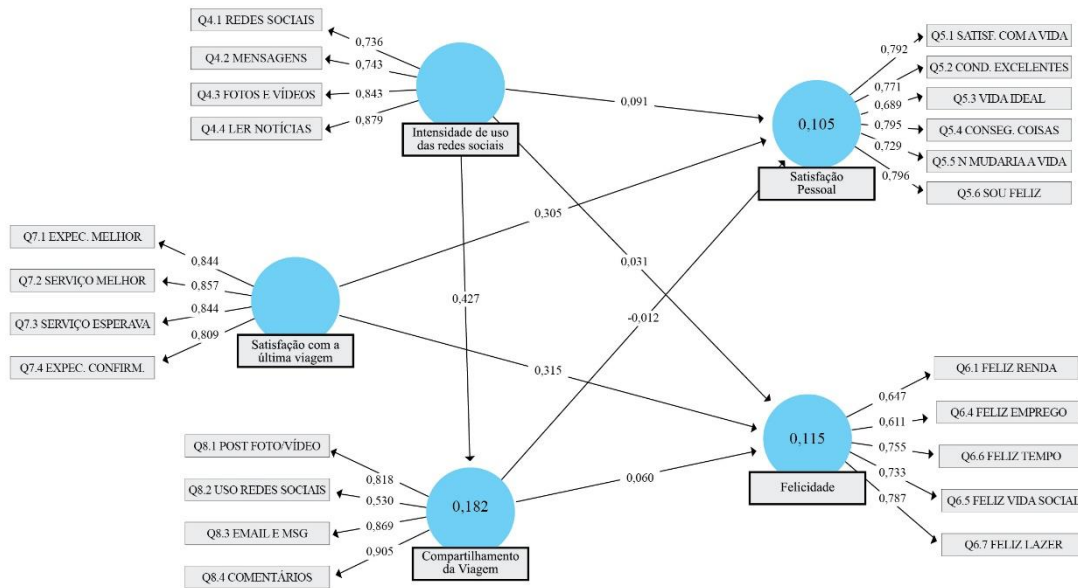 Q4.1 REDES SOCIAIS
Q4.2 MENSAGENS
Q4.3 FOTOS E VÍDEOS
Q4.4 LER NOTÍCIAS
0,736
0,743
0,843
0,879
Intensidade de uso
das redes sociais
0,091
0,105
Satisfação
Pessoal
0,792
0,771
0,689
0,795
0,729
0,796
Q5.1 SATISF. COM A VIDA
Q5.2 COND. EXCELENTES
Q5.3 VIDA IDEAL
Q5.4 CONSEG. COISAS
Q5.5 N MUDARIA A VIDA
Q5.6 SOU FELIZ
Q7.1 EXPEC. MELHOR
Q7.2 SERVIÇO MELHOR
Q7.3 SERVIÇO ESPERAVA
Q7.4 EXPEC. CONFIRM.
0,844
0,857
0,844
0,809
Satisfação com a
última viagem
0,305
0,031
0,427
-0,012
0,315
Q8.1 POST FOTO/VÍDEO
Q8.2 USO REDES SOCIAIS
Q8.3 EMAIL E MSG
Q8.4 COMENTÁRIOS
0,818
0,530
0,869
0,905
0,182
Compartilhamento
da Viagem
0,060
0,115
Felicidade
0,647
0,611
0,755
0,733
0,787
Q6.1 FELIZ RENDA
Q6.4 FELIZ EMPREGO
Q6.6 FELIZ TEMPO
Q6.5 FELIZ VIDA SOCIAL
Q6.7 FELIZ LAZER